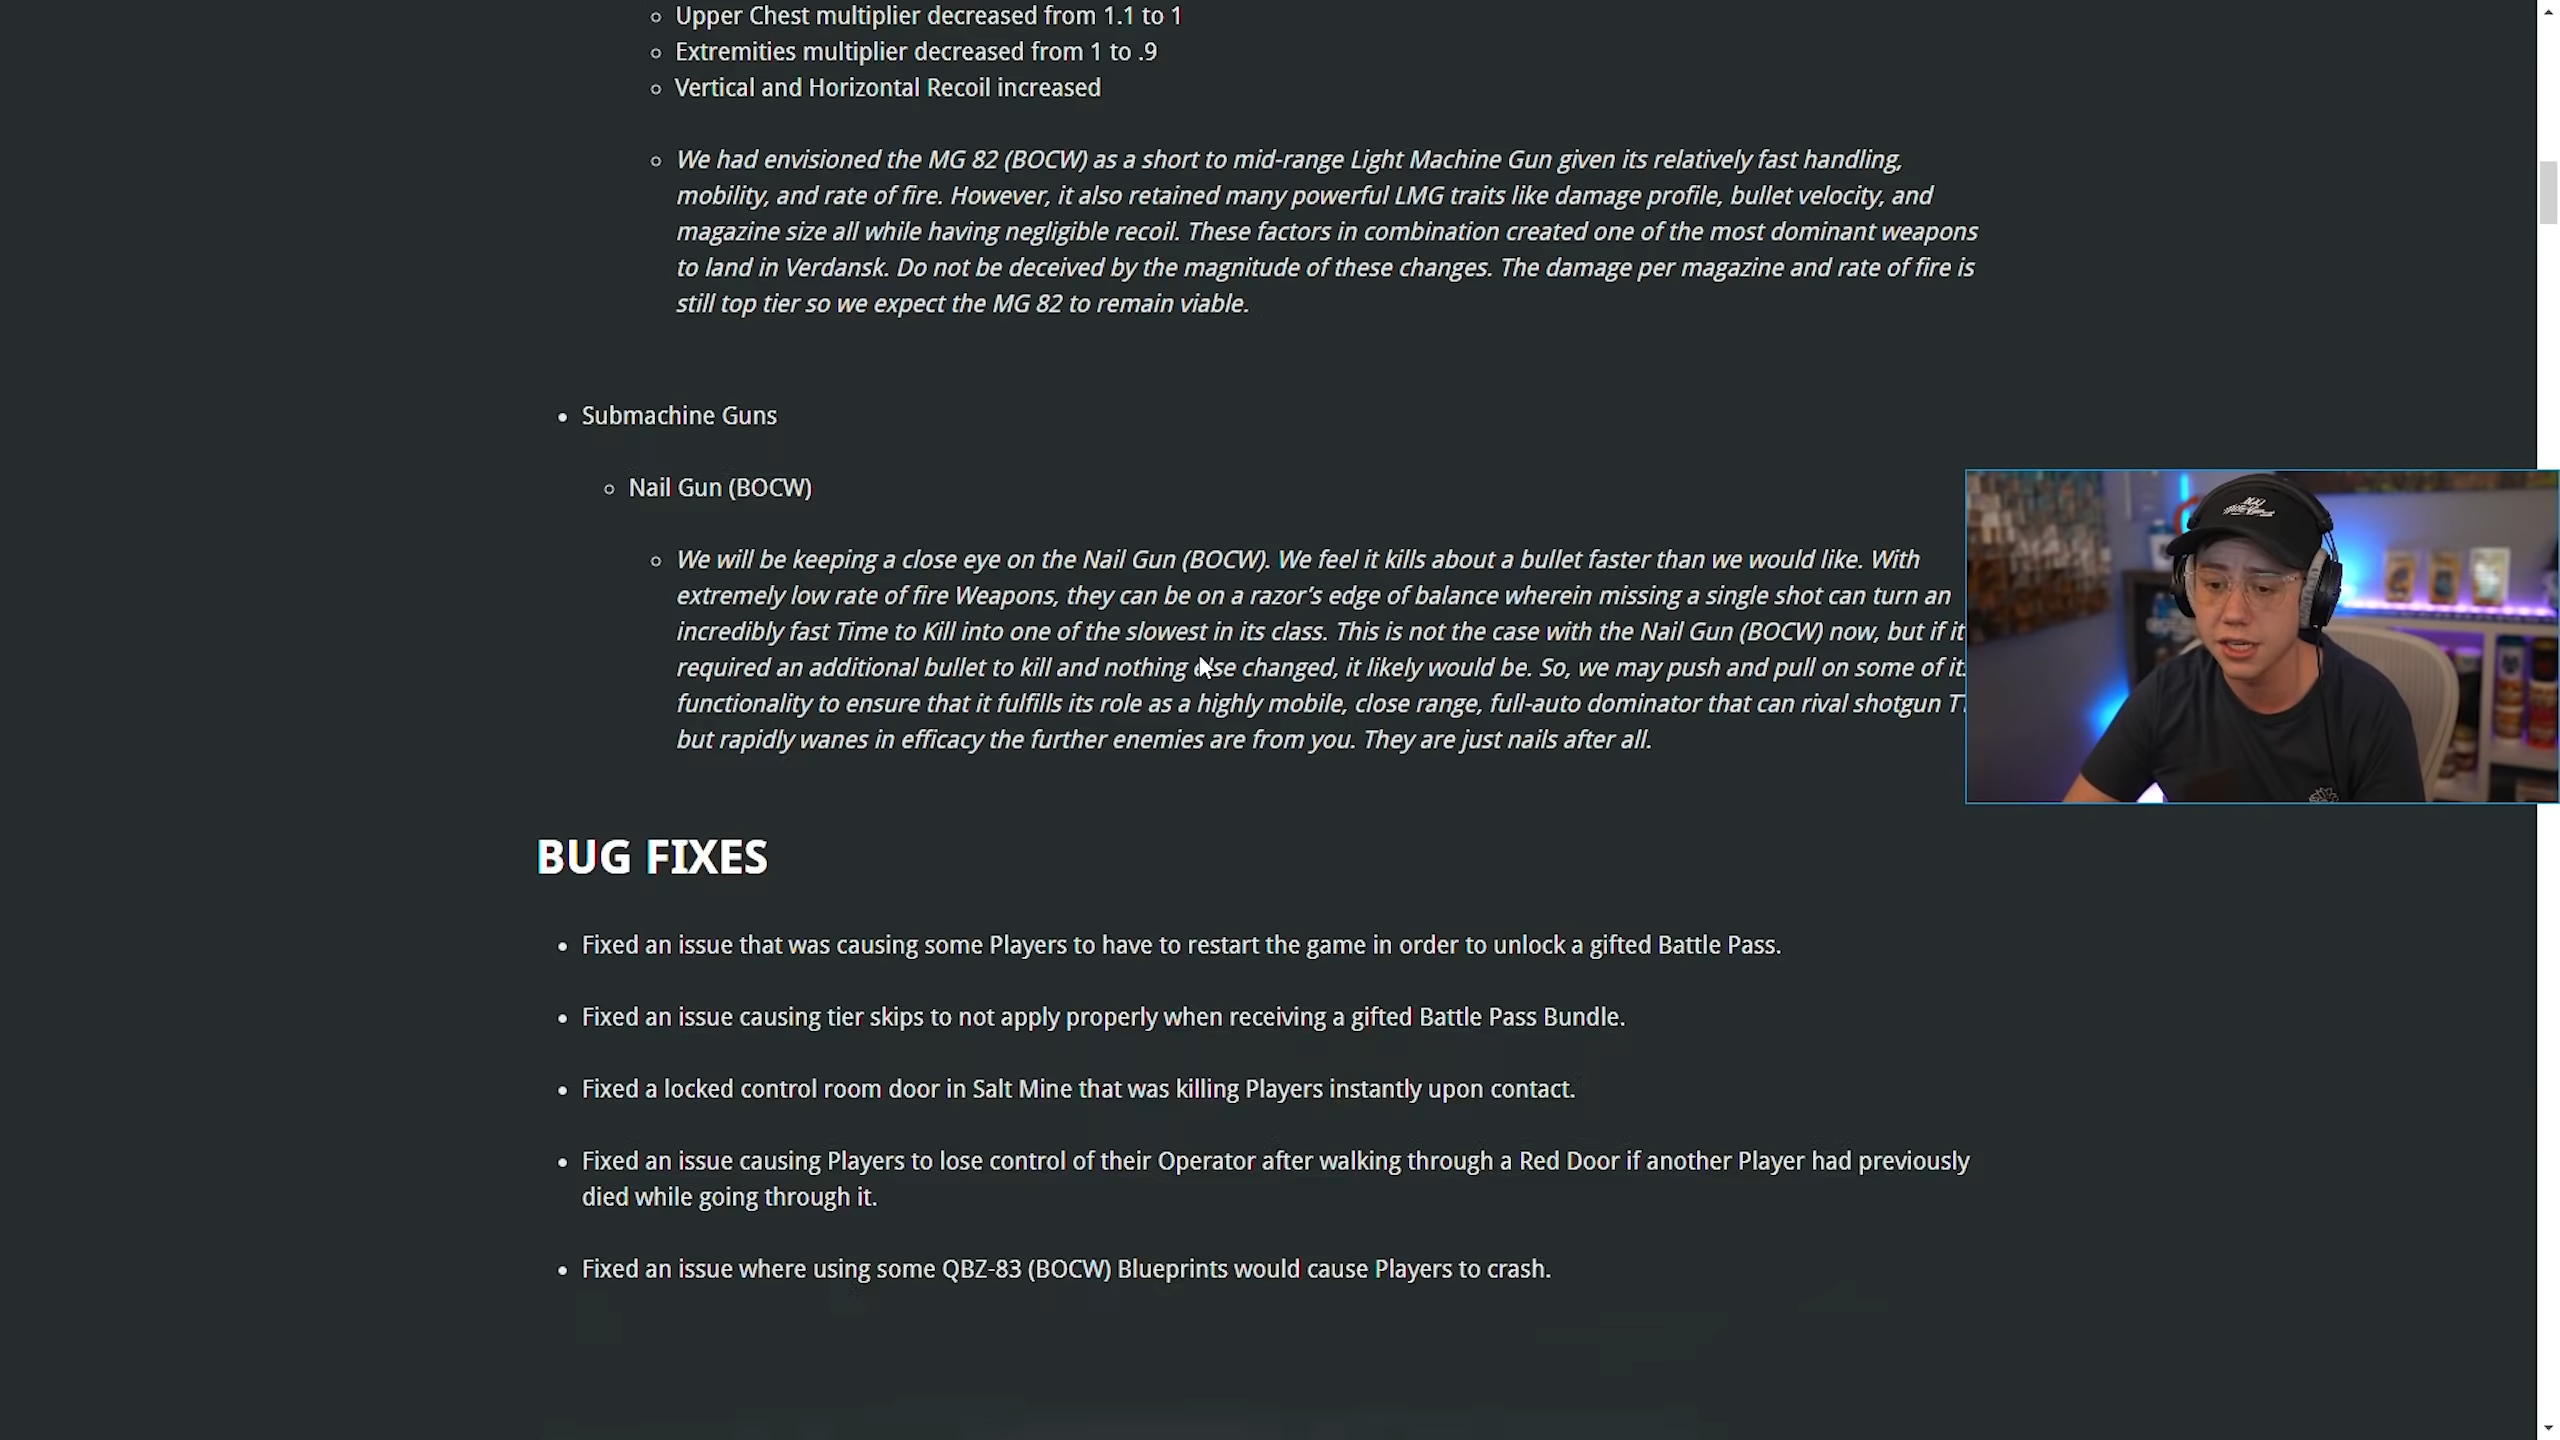 Upper Chest multiplier decreased from 1.1 to 1
Extremities multiplier decreased from 1 to .9
Vertical and Horizontal Recoil increased
We had envisioned the MG 82 (BOCW) as a short to mid-range Light Machine Gun given its relatively fast handling,
mobility, and rate of fire. However, it also retained many powerful LMG traits like damage profile, bullet velocity, and
magazine size all while having negligible recoil. These factors in combination created one of the most dominant weapons
to land in Verdansk. Do not be deceived by the magnitude of these changes. The damage per magazine and rate of fire is
still top tier so we expect the MG 82 to remain viable.
Submachine Guns
Nail Gun (BOCW)
We will be keeping a close eye on the Nail Gun (BOCW). We feel it kills about a bullet faster than we would like. With
extremely low rate of fire Weapons, they can be on a razor's edge of balance wherein missing a single shot can turn an
incredibly fast Time to Kill into one of the slowest in its class. This is not the case with the Nail Gun (BOCW) now, but if it
required an additional bullet to kill and nothing else changed, it likely would be. So, we may push and pull on some of
functionality to ensure that it fulfills its role as a highly mobile, close range, full-auto dominator that can rival shotgun
but rapidly wanes in efficacy the further enemies are from you. They are just nails after all.
BUG FIXES
Fixed an issue that was causing some Players to have to restart the game in order to unlock a gifted Battle Pass.
Fixed an issue causing tier skips to not apply properly when receiving a gifted Battle Pass Bundle.
Fixed a locked control room door in Salt Mine that was killing Players instantly upon contact.
Fixed an issue causing Players to lose control of their Operator after walking through a Red Door if another Player had previously
died while going through it.
Fixed an issue where using some QBZ-83 (BOCW) Blueprints would cause Players to crash.